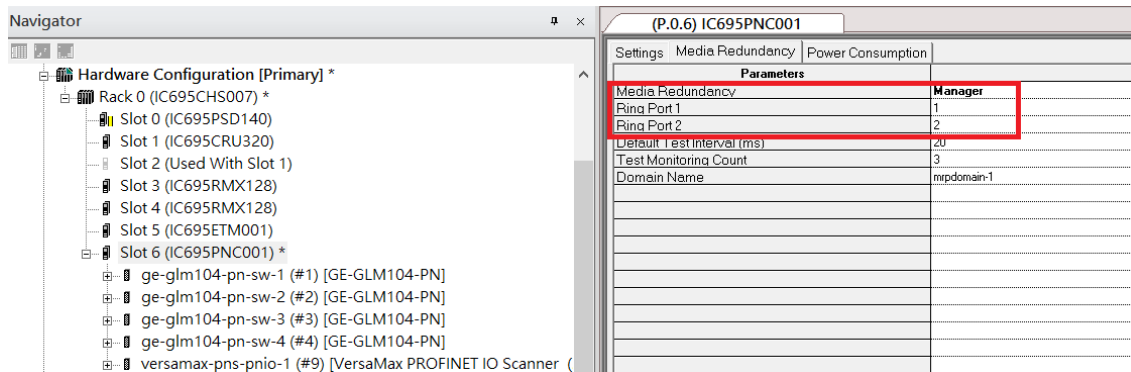 Navigator
Hardware Configuration [Primary] *
Rack 0 (IC695CHS007) *
Slot 0 (IC695PSD140)
Slot 1 (IC695CRU320)
Slot 2 (Used With Slot 1)
Slot 3 (IC695RMX128)
Slot 4 (IC695RMX128)
Slot 5 (IC695ETM001)
Slot 6 (IC695PNC001) *
ge-glm104-pn-sw-1 (#1) [GE-GLM104-PN]
ge-glm104-pn-sw-2 (#2) [GE-GLM104-PN]
ge-glm104-pn-sw-3 (#3) [GE-GLM104-PN]
ge-glm104-pn-sw-4 (#4) [GE-GLM104-PN]
versamax-pns-pnio-1 (#9) [VersaMax PROFINET IO Scanner (
(P.0.6) IC695PNC001
Settings Media Redundancy Power Consumption
Parameters
Media Redundancy Manager
Ring Port 1 1
Ring Port 2 2
Default Test Interval (ms) 20
Test Monitoring Count 3
Domain Name mrpdomain-1